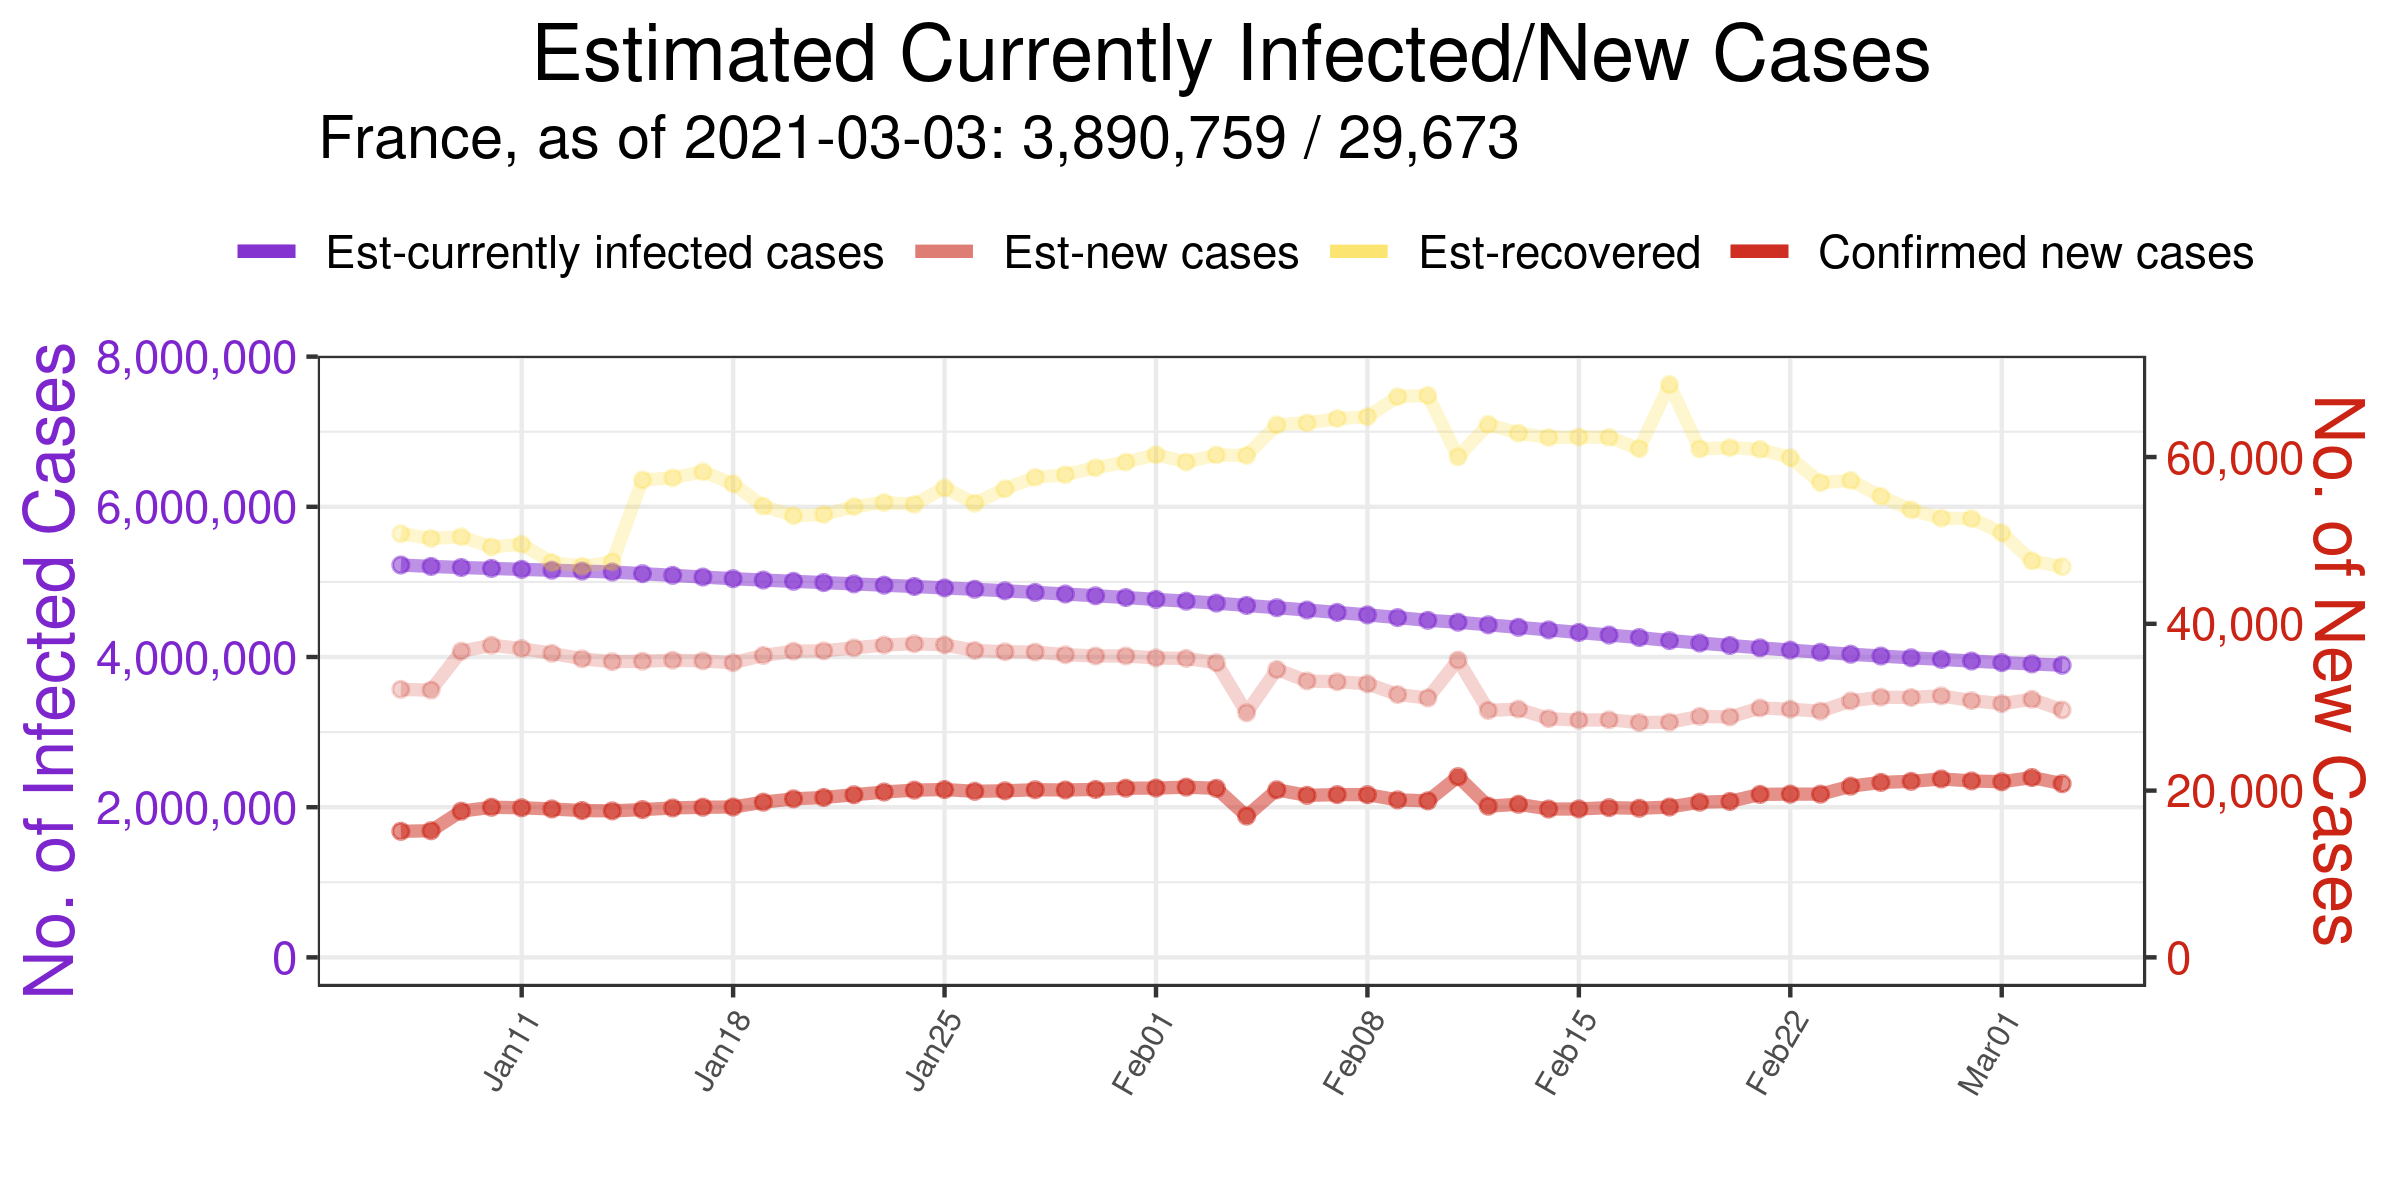 Estimated Currently Infected/New Cases
France, as of 2021-03-03: 3,890,759 / 29,673
Est-currently infected cases Est-new cases Est-recovered Confirmed new cases
No. of Infected Cases
8,000,000
6,000,000
4,000,000
2,000,000
0
60,000
40,000
20,000
0
No. of New Cases
Jan11 Jan18 Jan25 Feb01 Feb08 Feb15 Feb22 Mar01